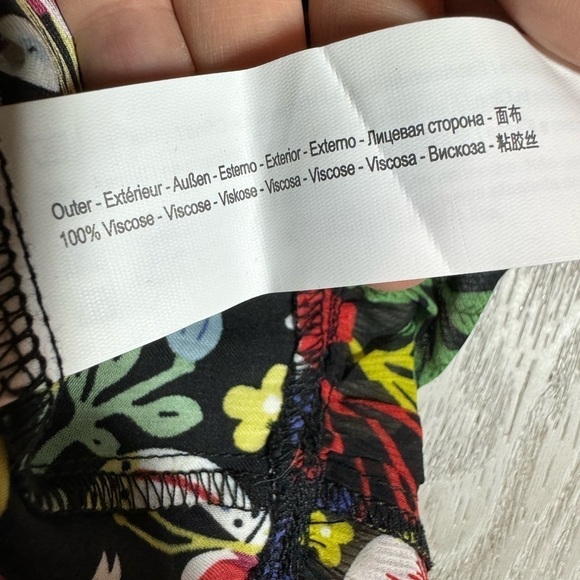 Outer - Extérieur - Außen - Esterno - Exterior - Externo - Лицевая сторона - 面布
100% Viscose - Viscose - Viskose - Viscosa - Viscose - Viscosa - Вискоза - 粘胶丝